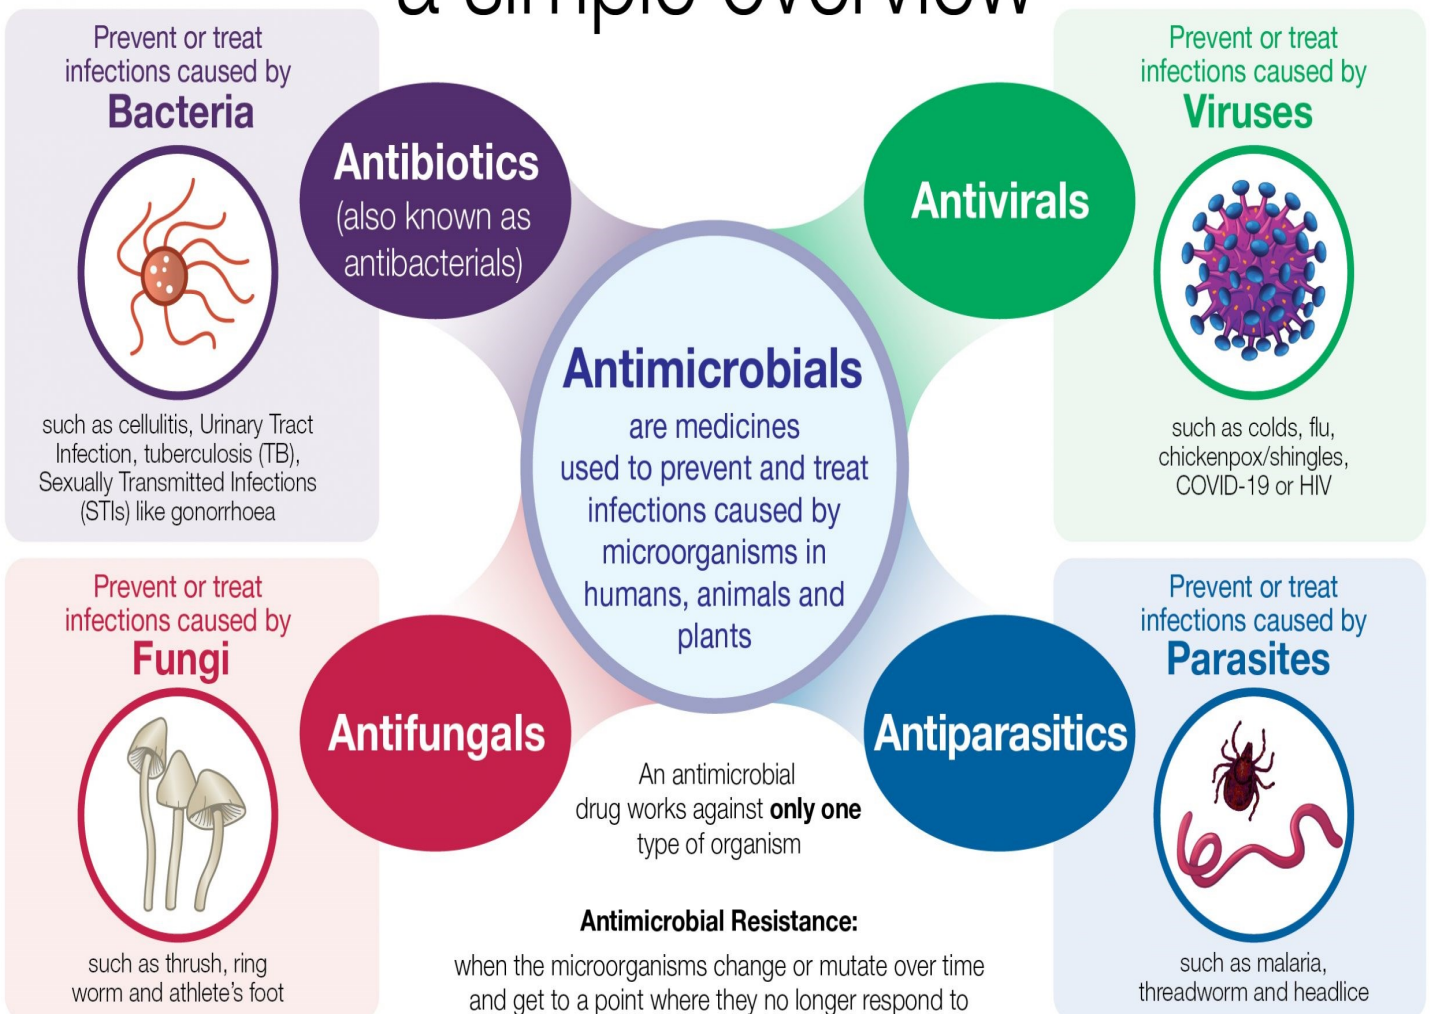 a simple overview
Prevent or treat
infections caused by
Bacteria
Antibiotics
(also known as
antibacterials)
such as cellulitis, Urinary Tract
Infection, tuberculosis (TB),
Sexually Transmitted Infections
(STIs) like gonorrhoea
Prevent or treat
infections caused by
Viruses
Antivirals
such as colds, flu,
chickenpox/shingles,
COVID-19 or HIV
Antimicrobials
are medicines
used to prevent and treat
infections caused by
microorganisms in
humans, animals and
plants
Prevent or treat
infections caused by
Fungi
Antifungals
such as thrush, ring
worm and athlete's foot
Prevent or treat
infections caused by
Parasites
Antiparasitics
such as malaria,
threadworm and headlice
An antimicrobial
drug works against only one
type of organism
Antimicrobial Resistance:
when the microorganisms change or mutate over time
and get to a point where they no longer respond to